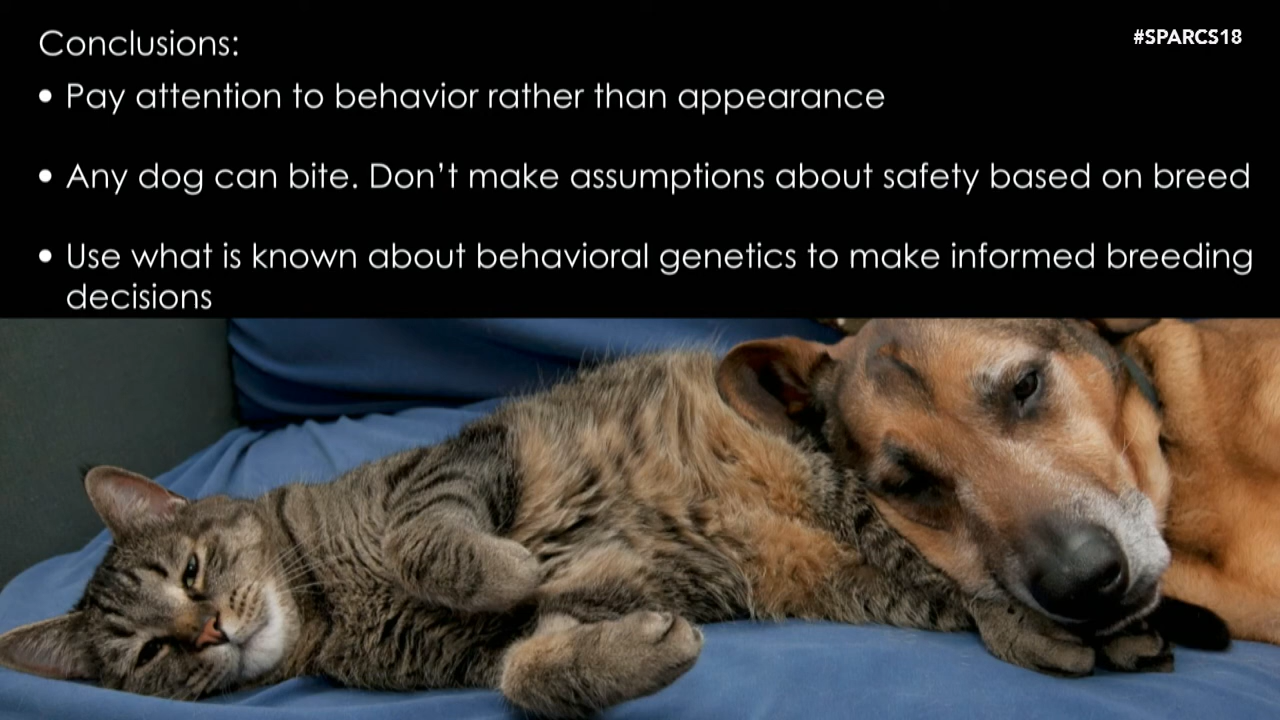 Conclusions:
#SPARCS18
• Pay attention to behavior rather than appearance
• Any dog can bite. Don’t make assumptions about safety based on breed
• Use what is known about behavioral genetics to make informed breeding
decisions